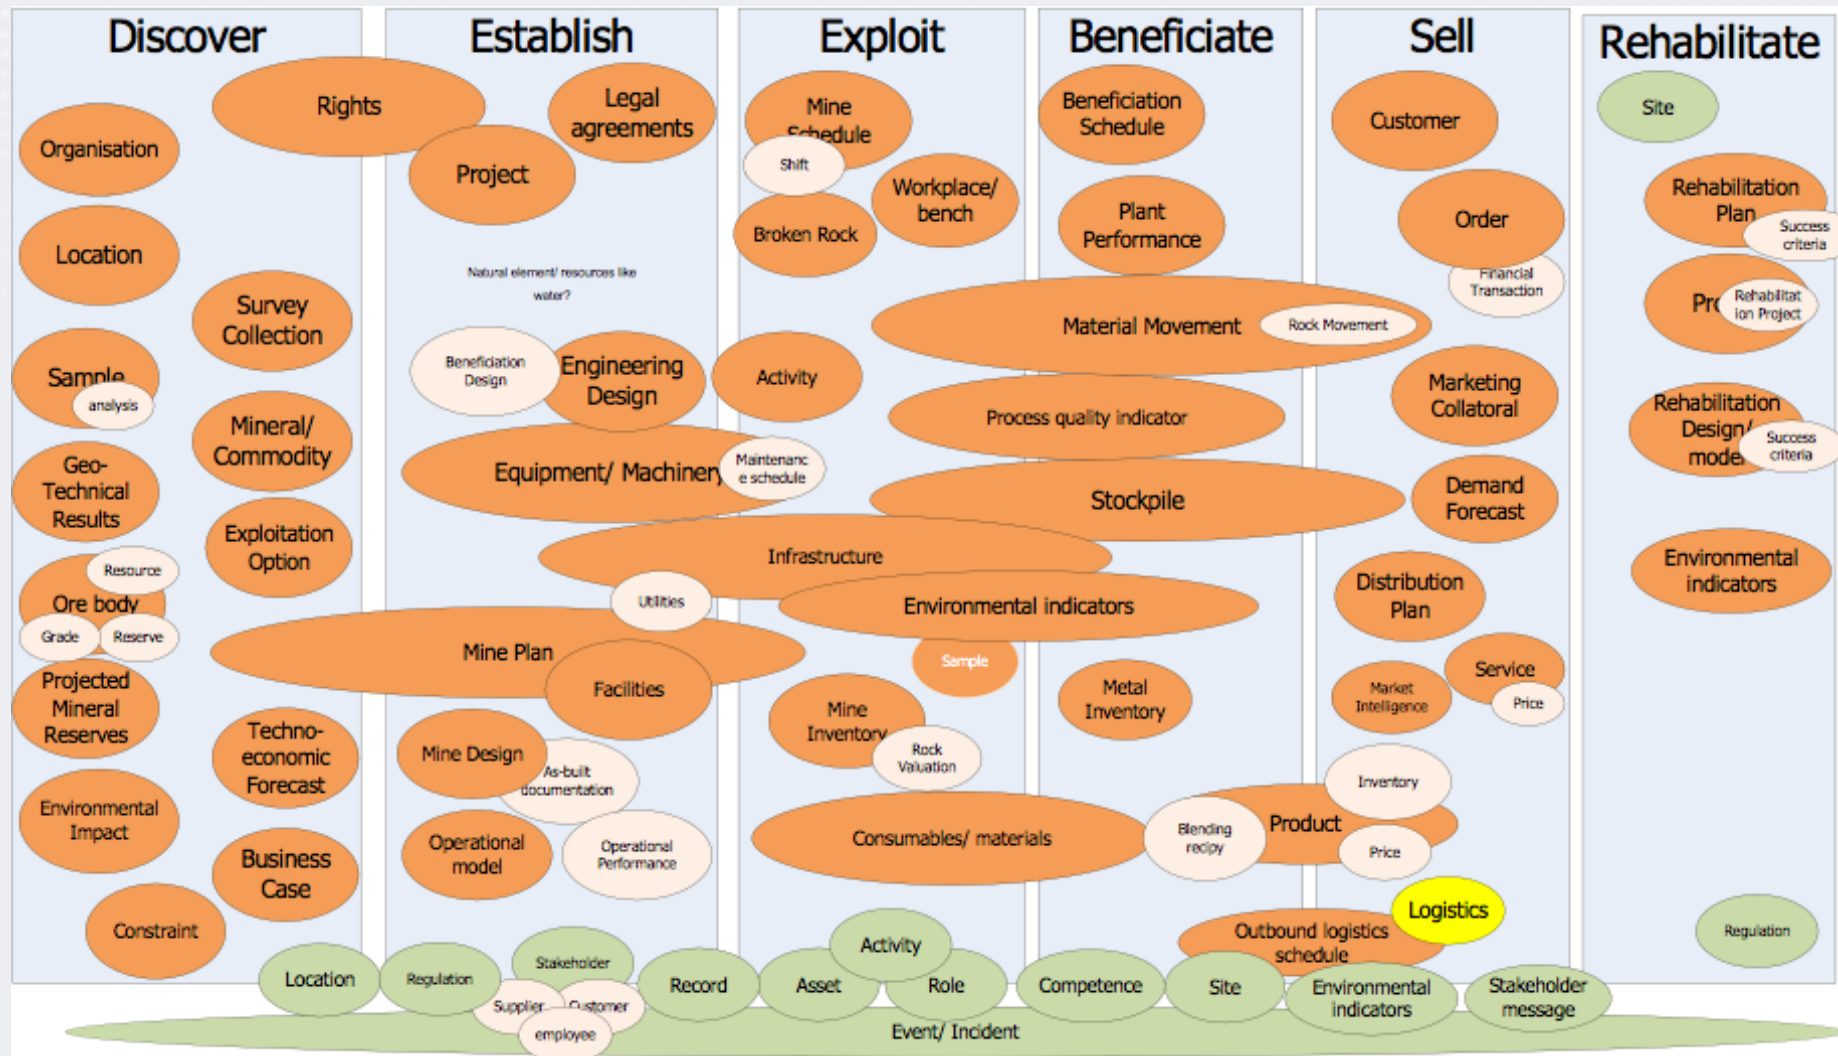 Discover
Establish
Exploit
Beneficiate
Sell
Rehabilitate
Organisation
Rights
Location
Survey
Collection
Sample
analysis
Mineral/
Commodity
Geo-
Technical
Results
Exploitation
Option
Resource
Ore body
Grade
Reserve
Projected
Mineral
Reserves
Techno-
economic
Forecast
Environmental
Impact
Business
Case
Constraint
Legal
agreements
Project
Natural element/ resources like
water?
Beneficiation
Design
Engineering
Design
Equipment/ Machinery
Maintenanc
e schedule
Infrastructure
Utilities
Mine Plan
Facilities
Mine Design
As-built
documentation
Operational
model
Operational
Performance
Mine
Schedule
Shift
Workplace/
bench
Broken Rock
Activity
Material Movement
Rock Movement
Process quality indicator
Stockpile
Environmental indicators
Sample
Mine
Inventory
Rock
Valuation
Consumables/ materials
Beneficiation
Schedule
Plant
Performance
Metal
Inventory
Blending
recipy
Product
Inventory
Price
Outbound logistics
schedule
Logistics
Customer
Order
Financial
Transaction
Marketing
Collatoral
Demand
Forecast
Distribution
Plan
Market
Intelligence
Service
Price
Site
Rehabilitation
Plan
Success
criteria
Pro
Rehabilitat
ion Project
Rehabilitation
Design/
model
Success
criteria
Environmental
indicators
Regulation
Location
Regulation
Stakeholder
Supplier
Customer
employee
Record
Asset
Activity
Role
Competence
Site
Environmental
indicators
Stakeholder
message
Event/ Incident